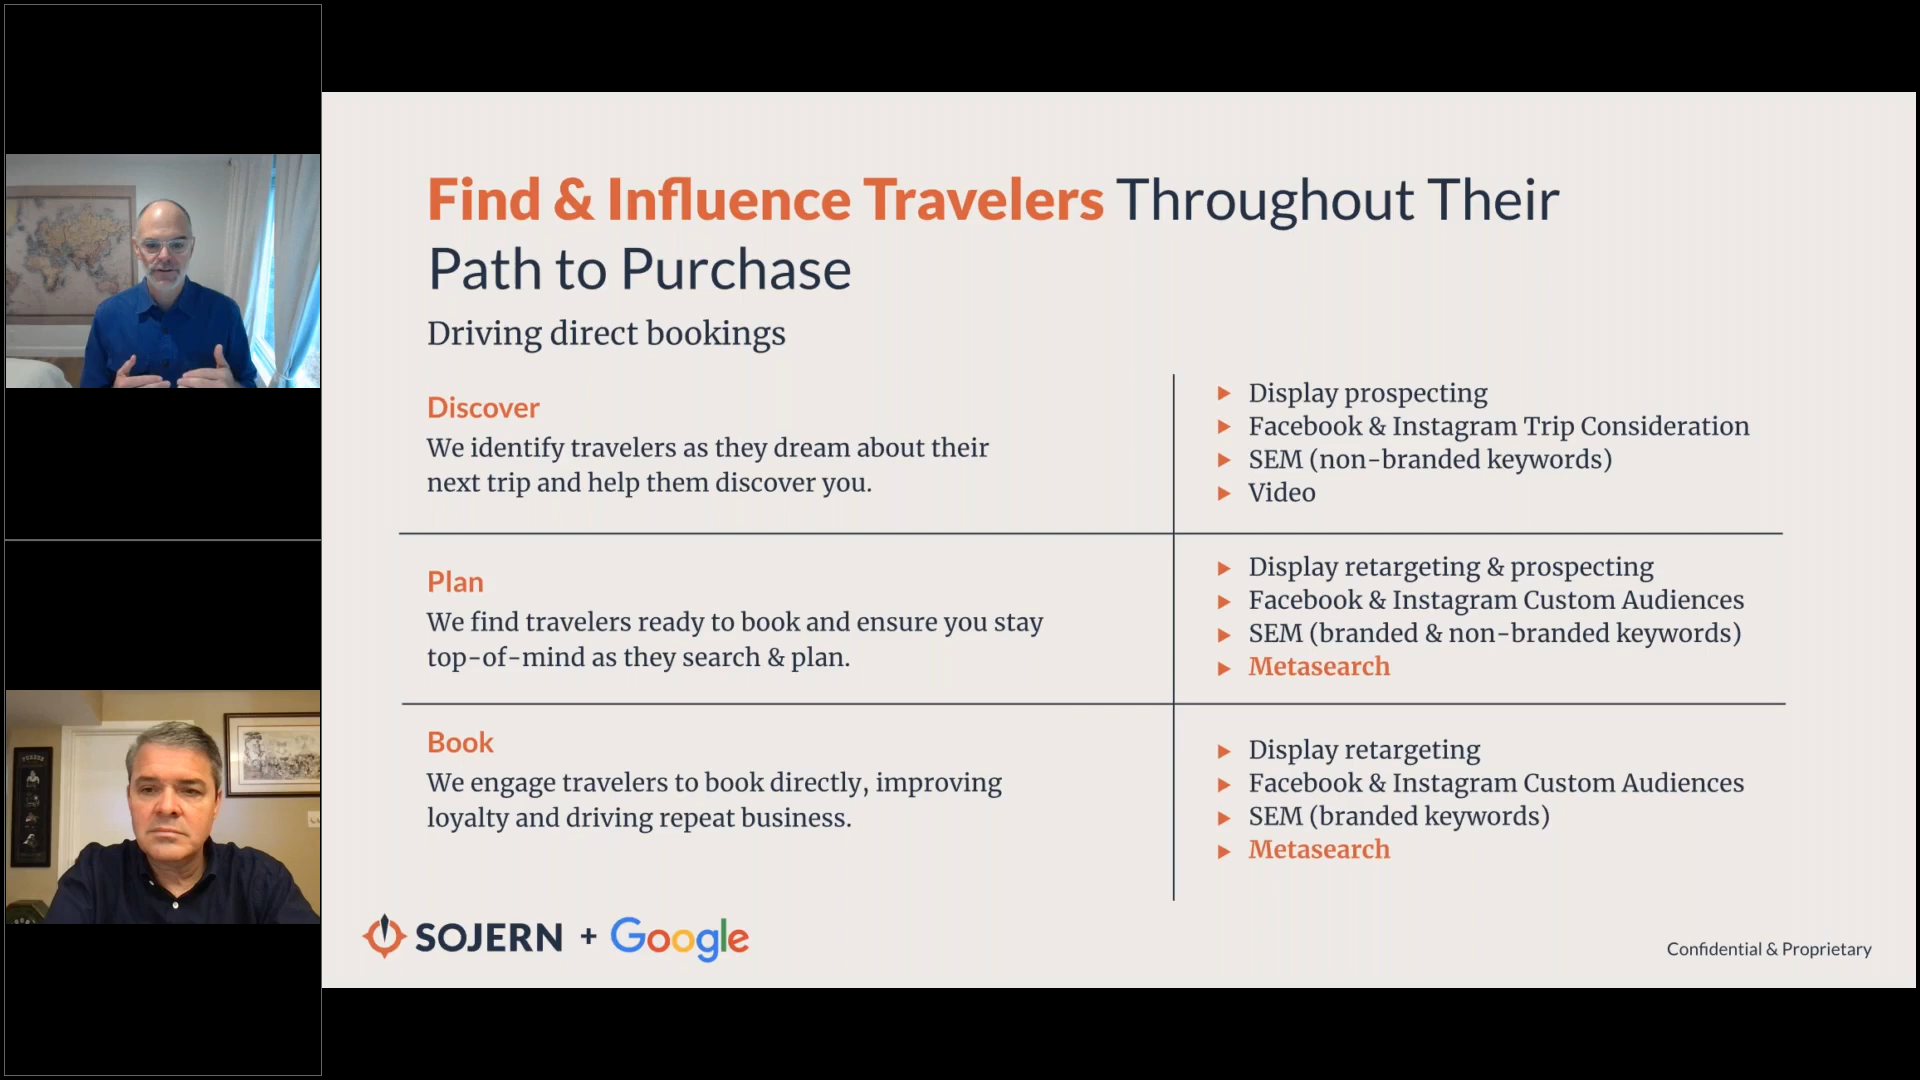 Find & Influence Travelers Throughout Their
Path to Purchase
Driving direct bookings
Discover
We identify travelers as they dream about their
next trip and help them discover you.
Display prospecting
Facebook & Instagram Trip Consideration
SEM (non-branded keywords)
Video
Plan
We find travelers ready to book and ensure you stay
top-of-mind as they search & plan.
Display retargeting & prospecting
Facebook & Instagram Custom Audiences
SEM (branded & non-branded keywords)
Metasearch
Book
We engage travelers to book directly, improving
loyalty and driving repeat business.
Display retargeting
Facebook & Instagram Custom Audiences
SEM (branded keywords)
Metasearch
SOJERN + Google
Confidential & Proprietary